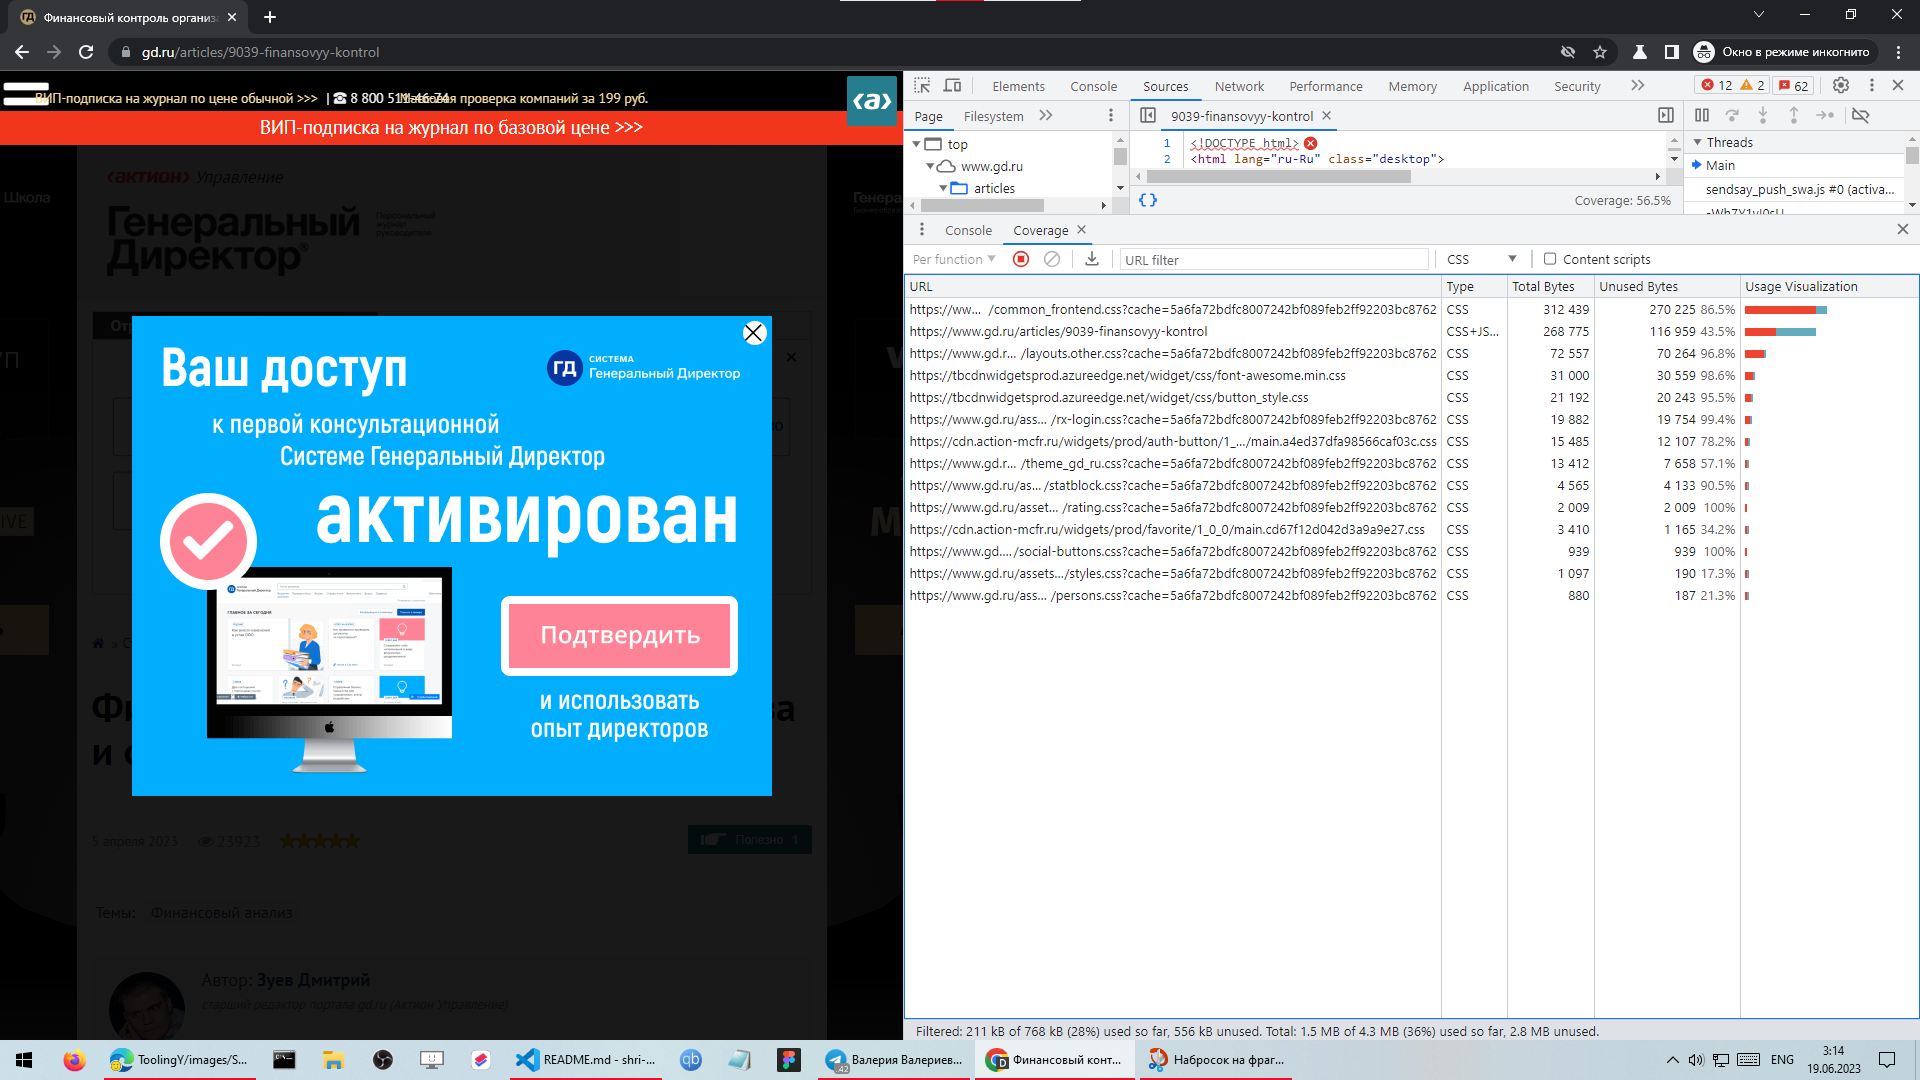 Финансовый контроль организа
gd.ru/articles/9039-finansovyy-kontrol
Окно в режиме инкогнито
ВИП-подписка на журнал по цене обычной >>> | ☎ 8 800 511-46-74
проверка компаний за 199 руб.
‹а›
ВИП-подписка на журнал по базовой цене >>>
‹актион› Управление
Школа
Генеральный
Директор®
Персональный
журнал
руководителя
Ваш доступ
ГД СИСТЕМА
Генеральный Директор
к первой консультационной
Системе Генеральный Директор
активирован
Подтвердить
и использовать
опыт директоров
ГЛАВНОЕ ЗА СЕГОДНЯ
5 апреля 2023
23923
Полезно 1
Темы: Финансовый анализ
Автор: Зуев Дмитрий
старший редактор портала gd.ru (Актион Управление)
Elements Console Sources Network Performance Memory Application Security
12 2 62
Page Filesystem
9039-finansovyy-kontrol
top
www.gd.ru
articles
1 <!DOCTYPE html>
2 <html lang="ru-Ru" class="desktop">
{ } Coverage: 56.5%
Threads
Main
sendsay_push_swa.js #0 (activa...
Console Coverage
Per function
URL filter
CSS
Content scripts
URL Type Total Bytes Unused Bytes Usage Visualization
https://ww... /common_frontend.css?cache=5a6fa72bdfc8007242bf089feb2ff92203bc8762 CSS 312 439 270 225 86.5%
https://www.gd.ru/articles/9039-finansovyy-kontrol CSS+JS... 268 775 116 959 43.5%
https://www.gd.r... /layouts.other.css?cache=5a6fa72bdfc8007242bf089feb2ff92203bc8762 CSS 72 557 70 264 96.8%
https://tbcdnwidgetsprod.azureedge.net/widget/css/font-awesome.min.css CSS 31 000 30 559 98.6%
https://tbcdnwidgetsprod.azureedge.net/widget/css/button_style.css CSS 21 192 20 243 95.5%
https://www.gd.ru/ass... /rx-login.css?cache=5a6fa72bdfc8007242bf089feb2ff92203bc8762 CSS 19 882 19 754 99.4%
https://cdn.action-mcfr.ru/widgets/prod/auth-button/1_.../main.a4ed37dfa98566caf03c.css CSS 15 485 12 107 78.2%
https://www.gd.r... /theme_gd_ru.css?cache=5a6fa72bdfc8007242bf089feb2ff92203bc8762 CSS 13 412 7 658 57.1%
https://www.gd.ru/as... /statblock.css?cache=5a6fa72bdfc8007242bf089feb2ff92203bc8762 CSS 4 565 4 133 90.5%
https://www.gd.ru/asset... /rating.css?cache=5a6fa72bdfc8007242bf089feb2ff92203bc8762 CSS 2 009 2 009 100%
https://cdn.action-mcfr.ru/widgets/prod/favorite/1_0_0/main.cd67f12d042d3a9a9e27.css CSS 3 410 1 165 34.2%
https://www.gd.... /social-buttons.css?cache=5a6fa72bdfc8007242bf089feb2ff92203bc8762 CSS 939 939 100%
https://www.gd.ru/assets.../styles.css?cache=5a6fa72bdfc8007242bf089feb2ff92203bc8762 CSS 1 097 190 17.3%
https://www.gd.ru/ass... /persons.css?cache=5a6fa72bdfc8007242bf089feb2ff92203bc8762 CSS 880 187 21.3%
Filtered: 211 kB of 768 kB (28%) used so far, 556 kB unused. Total: 1.5 MB of 4.3 MB (36%) used so far, 2.8 MB unused.
ToolingY/images/S...
README.md - shri-...
qb
42
Валерия Валериев...
Финансовый конт...
Набросок на фраг...
ENG
3:14
19.06.2023